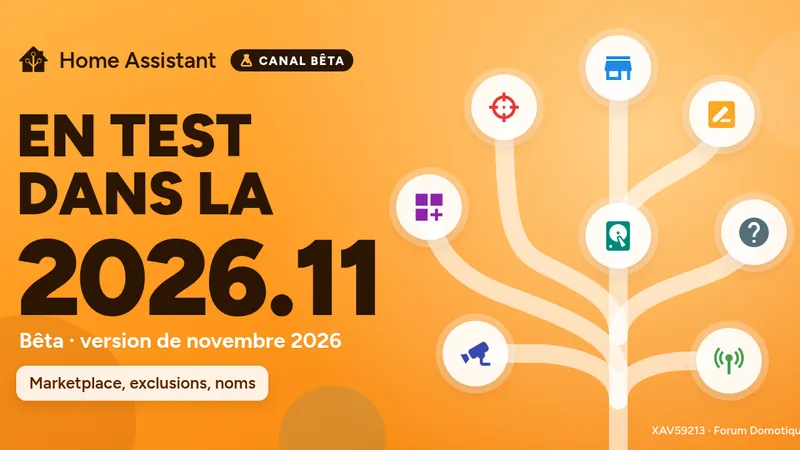 Home Assistant
CANAL BÊTA
EN TEST
DANS LA
2026.11
Bêta · version de novembre 2026
Marketplace, exclusions, noms
?
XAV59213 · Forum